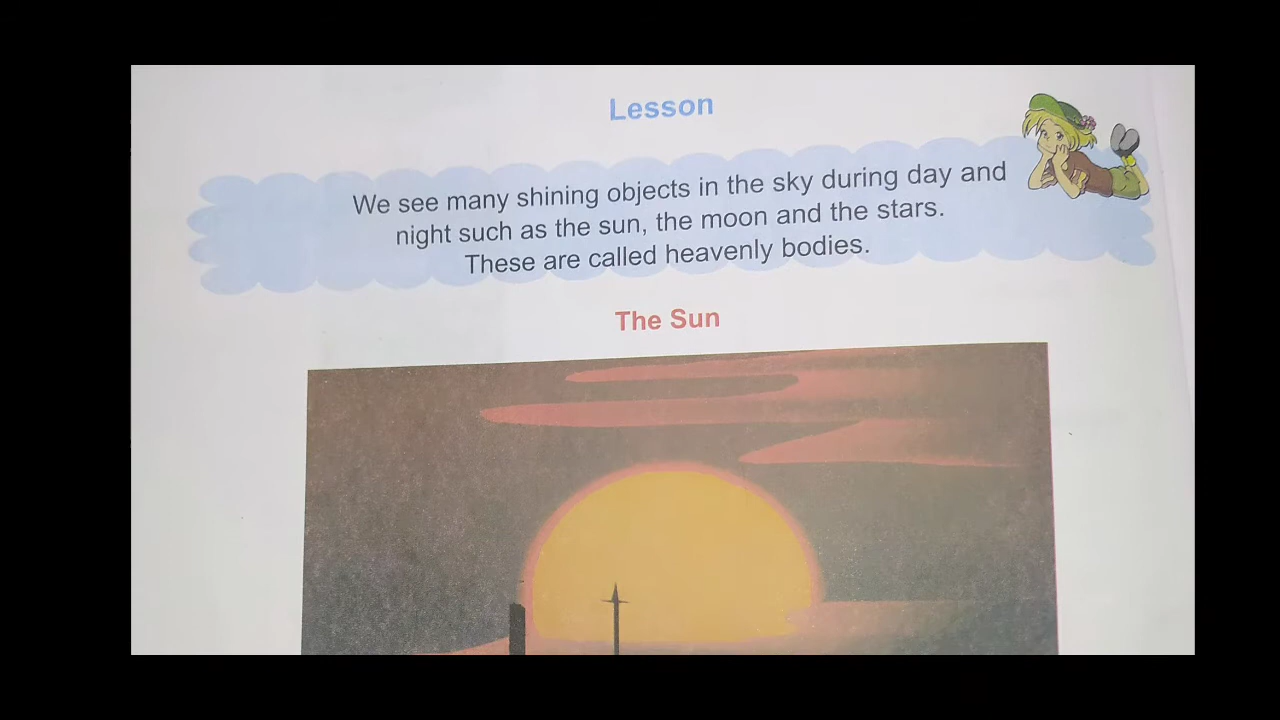 Lesson
We see many shining objects in the sky during day and
night such as the sun, the moon and the stars.
These are called heavenly bodies.
The Sun